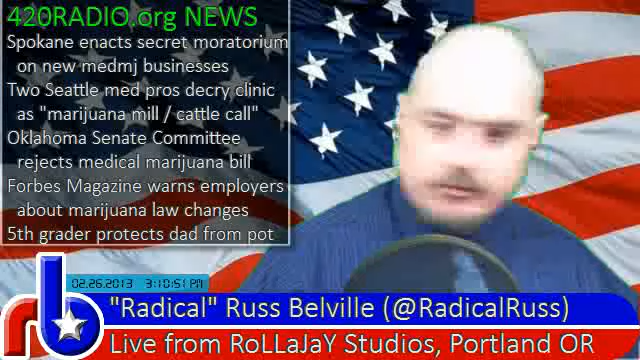 420RADIO.org NEWS
Spokane enacts secret moratorium
on new medmj businesses
Two Seattle med pros decry clinic
as "marijuana mill / cattle call"
Oklahoma Senate Committee
rejects medical marijuana bill
Forbes Magazine warns employers
about marijuana law changes
5th grader protects dad from pot
02.26.2013 3:10:51 PM
rb
"Radical" Russ Belville (@RadicalRuss)
Live from RoLLaJaY Studios, Portland OR